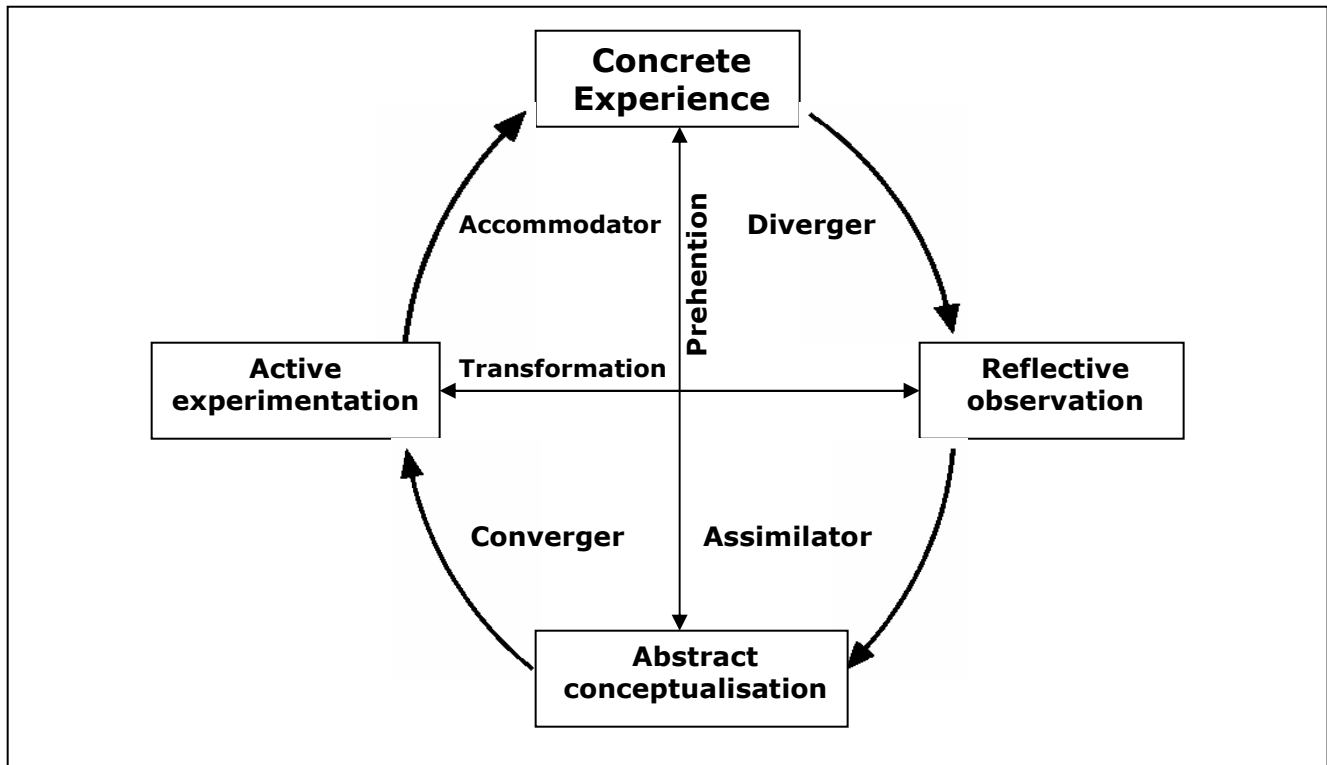 Concrete
Experience
Accommodator
Prehention
Diverger
Active
experimentation
Transformation
Reflective
observation
Converger
Assimilator
Abstract
conceptualisation